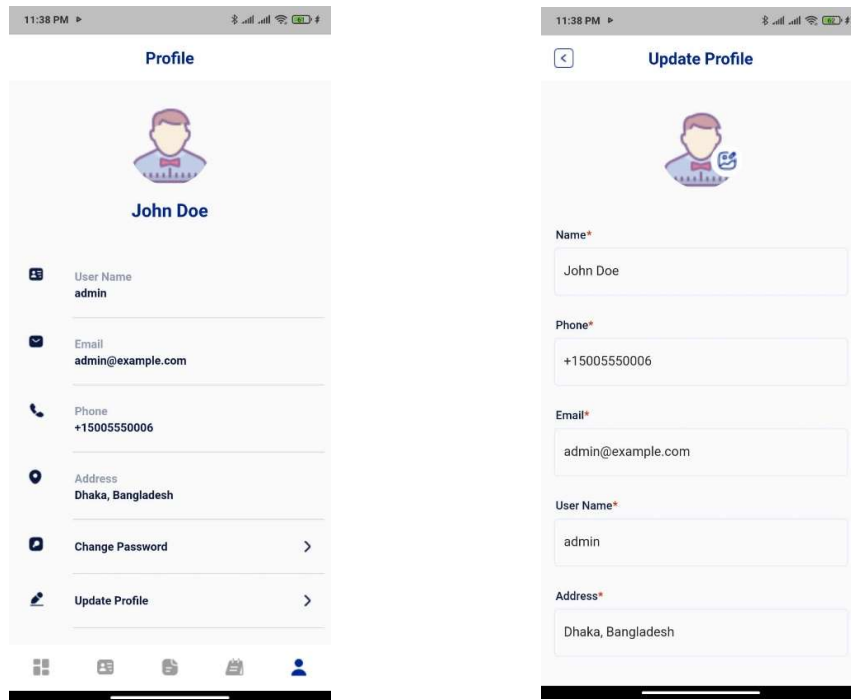 11:38 PM
61
Profile
John Doe
User Name
admin
Email
admin@example.com
Phone
+15005550006
Address
Dhaka, Bangladesh
Change Password
Update Profile
11:38 PM
62
Update Profile
Name*
John Doe
Phone*
+15005550006
Email*
admin@example.com
User Name*
admin
Address*
Dhaka, Bangladesh